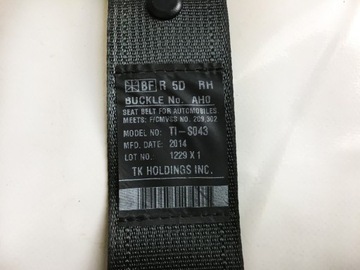 BF R 5D RH
BUCKLE No. AH0
SEAT BELT FOR AUTOMOBILES
MEETS: F/CMVSS NO. 209, 302
MODEL NO: TI-S043
MFD. DATE: 2014
LOT NO. 1229 X 1
TK HOLDINGS INC.